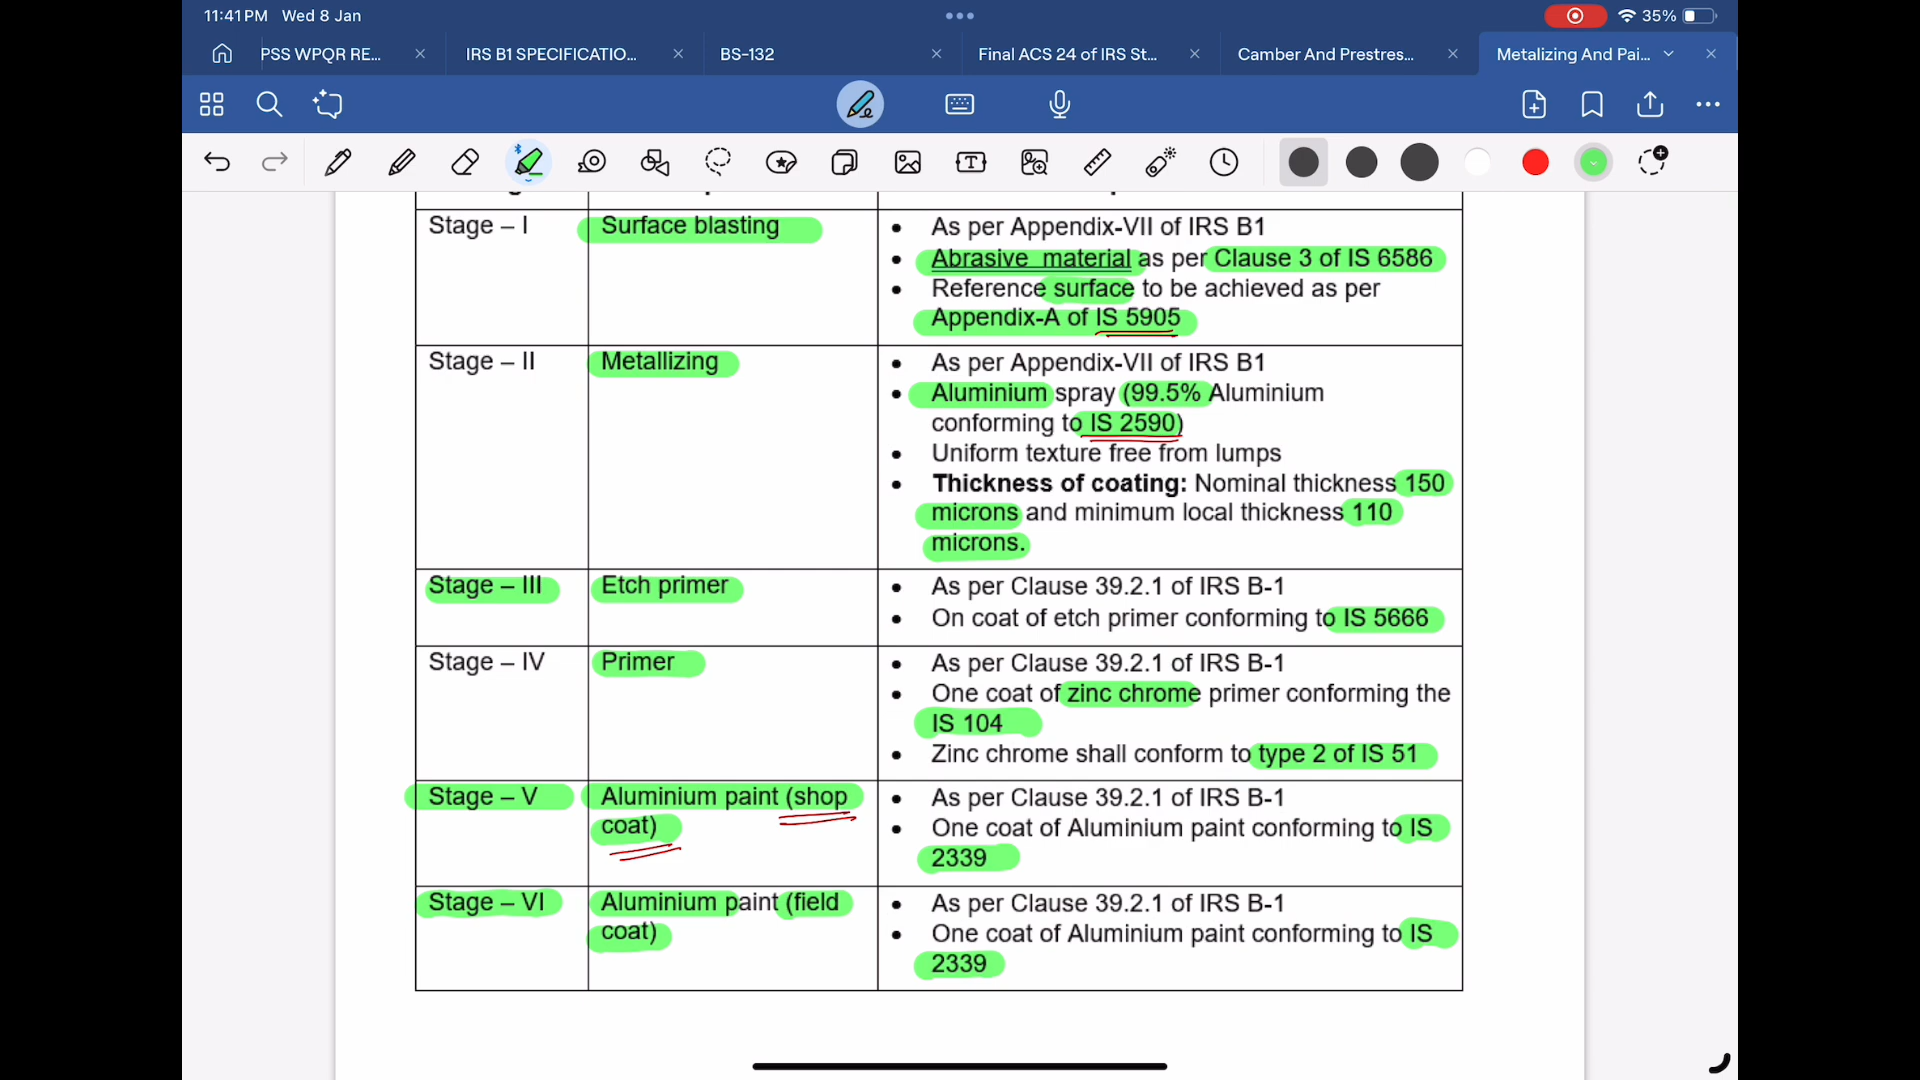 11:41 PM Wed 8 Jan
35%
PSS WPQR RE...
IRS B1 SPECIFICATIO...
BS-132
Final ACS 24 of IRS St...
Camber And Prestres...
Metalizing And Pai...
Stage – I
Surface blasting
• As per Appendix-VII of IRS B1
• Abrasive material as per Clause 3 of IS 6586
• Reference surface to be achieved as per
Appendix-A of IS 5905
Stage – II
Metallizing
• As per Appendix-VII of IRS B1
• Aluminium spray (99.5% Aluminium
conforming to IS 2590)
• Uniform texture free from lumps
• Thickness of coating: Nominal thickness 150
microns and minimum local thickness 110
microns.
Stage – III
Etch primer
• As per Clause 39.2.1 of IRS B-1
• On coat of etch primer conforming to IS 5666
Stage – IV
Primer
• As per Clause 39.2.1 of IRS B-1
• One coat of zinc chrome primer conforming the
IS 104
• Zinc chrome shall conform to type 2 of IS 51
Stage – V
Aluminium paint (shop
coat)
• As per Clause 39.2.1 of IRS B-1
• One coat of Aluminium paint conforming to IS
2339
Stage – VI
Aluminium paint (field
coat)
• As per Clause 39.2.1 of IRS B-1
• One coat of Aluminium paint conforming to IS
2339